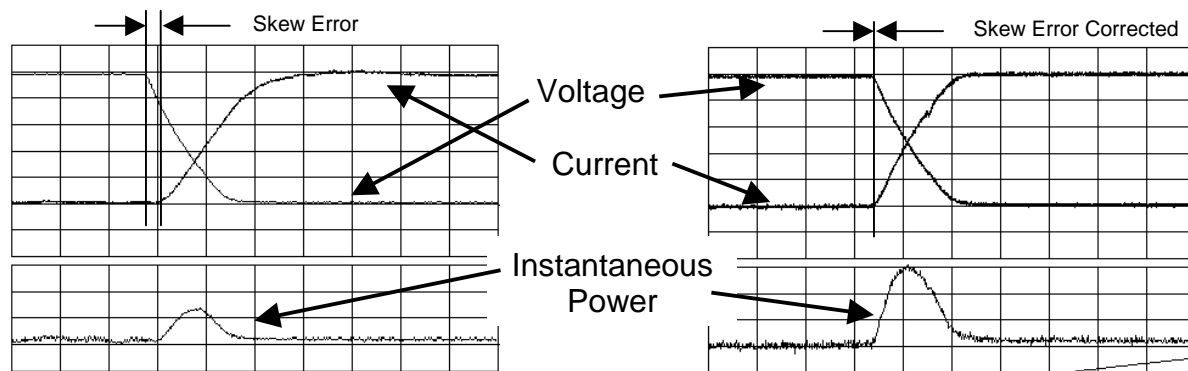 Skew Error
Skew Error Corrected
Voltage
Current
Instantaneous
Power